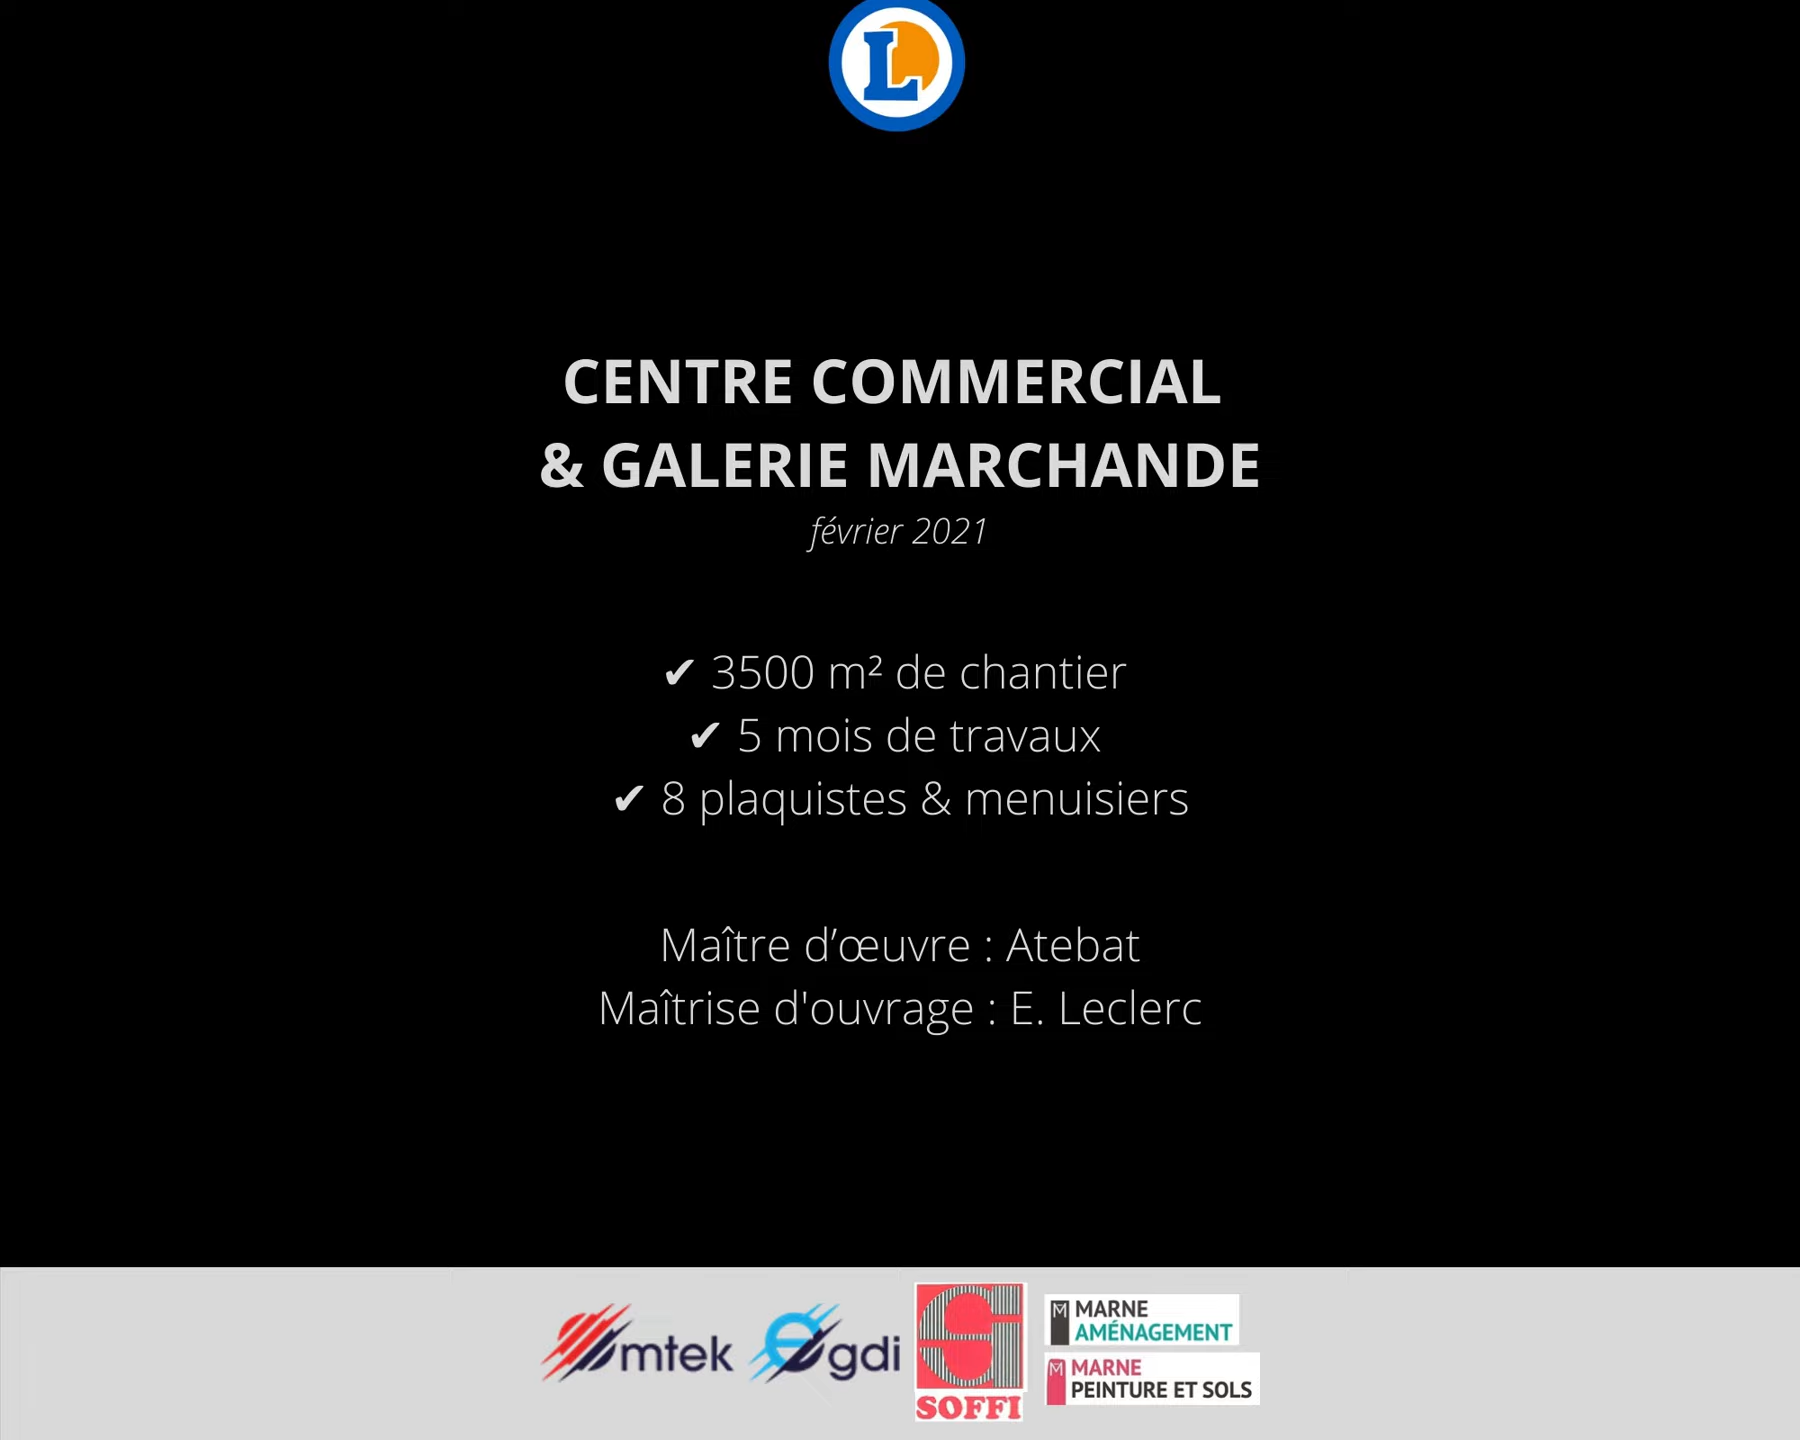 L
CENTRE COMMERCIAL
& GALERIE MARCHANDE
février 2021
✔ 3500 m² de chantier
✔ 5 mois de travaux
✔ 8 plaquistes & menuisiers
Maître d’œuvre : Atebat
Maîtrise d'ouvrage : E. Leclerc
mtek
egdi
SOFFI
MARNE
AMÉNAGEMENT
MARNE
PEINTURE ET SOLS